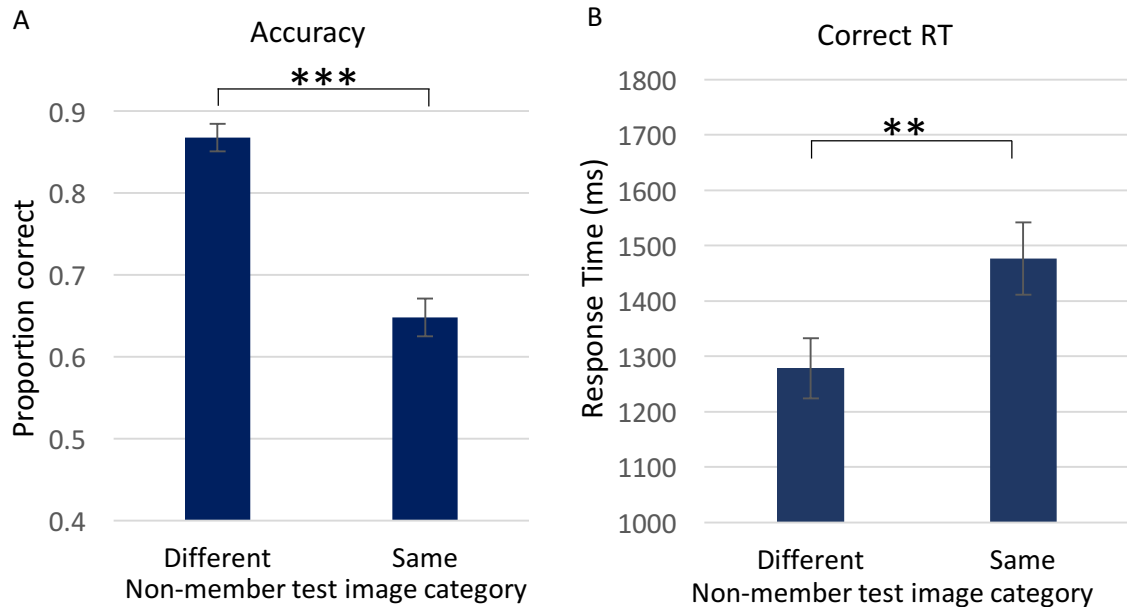 A
Accuracy
***
0.9
0.8
0.7
0.6
0.5
0.4
Proportion correct
Different Same
Non-member test image category
B
Correct RT
**
1800
1700
1600
1500
1400
1300
1200
1100
1000
Response Time (ms)
Different Same
Non-member test image category